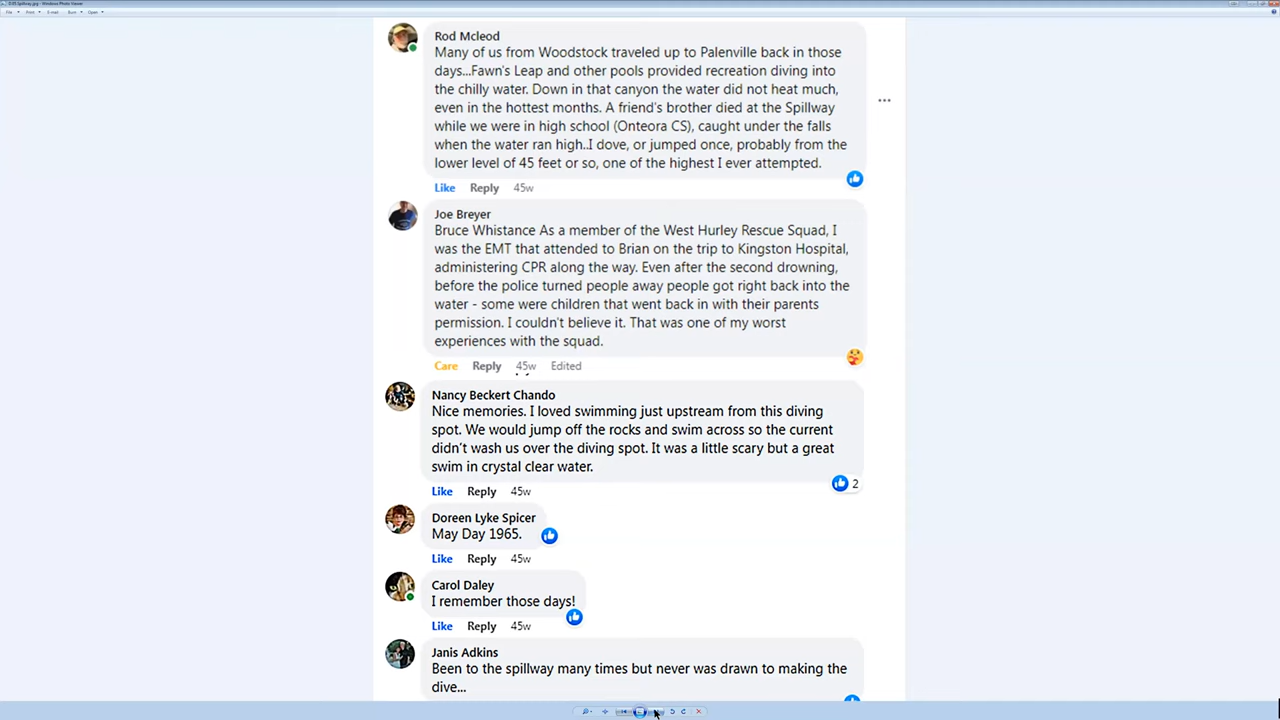 0.05 Spillway.jpg - Windows Photo Viewer
File Print E-mail Burn Open
Rod Mcleod
Many of us from Woodstock traveled up to Palenville back in those
days...Fawn's Leap and other pools provided recreation diving into
the chilly water. Down in that canyon the water did not heat much,
even in the hottest months. A friend's brother died at the Spillway
while we were in high school (Onteora CS), caught under the falls
when the water ran high..I dove, or jumped once, probably from the
lower level of 45 feet or so, one of the highest I ever attempted.
Like Reply 45w
Joe Breyer
Bruce Whistance As a member of the West Hurley Rescue Squad, I
was the EMT that attended to Brian on the trip to Kingston Hospital,
administering CPR along the way. Even after the second drowning,
before the police turned people away people got right back into the
water - some were children that went back in with their parents
permission. I couldn't believe it. That was one of my worst
experiences with the squad.
Care Reply 45w Edited
Nancy Beckert Chando
Nice memories. I loved swimming just upstream from this diving
spot. We would jump off the rocks and swim across so the current
didn't wash us over the diving spot. It was a little scary but a great
swim in crystal clear water.
2
Like Reply 45w
Doreen Lyke Spicer
May Day 1965.
Like Reply 45w
Carol Daley
I remember those days!
Like Reply 45w
Janis Adkins
Been to the spillway many times but never was drawn to making the
dive...